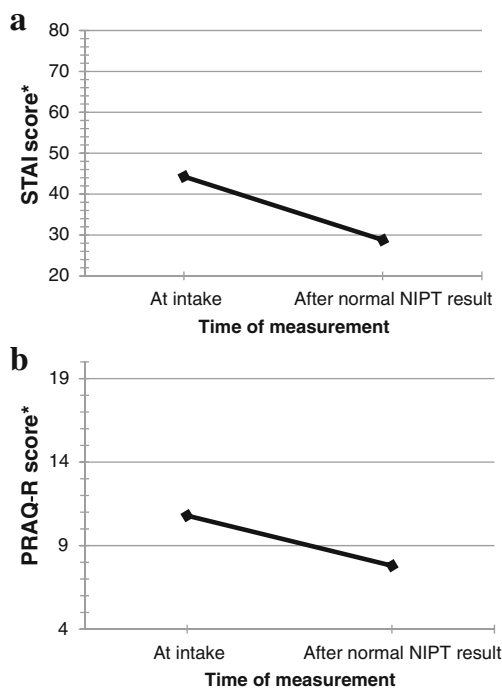 a
STAI score*
80
70
60
50
40
30
20
At intake
After normal NIPT result
Time of measurement
b
PRAQ-R score*
19
14
9
4
At intake
After normal NIPT result
Time of measurement